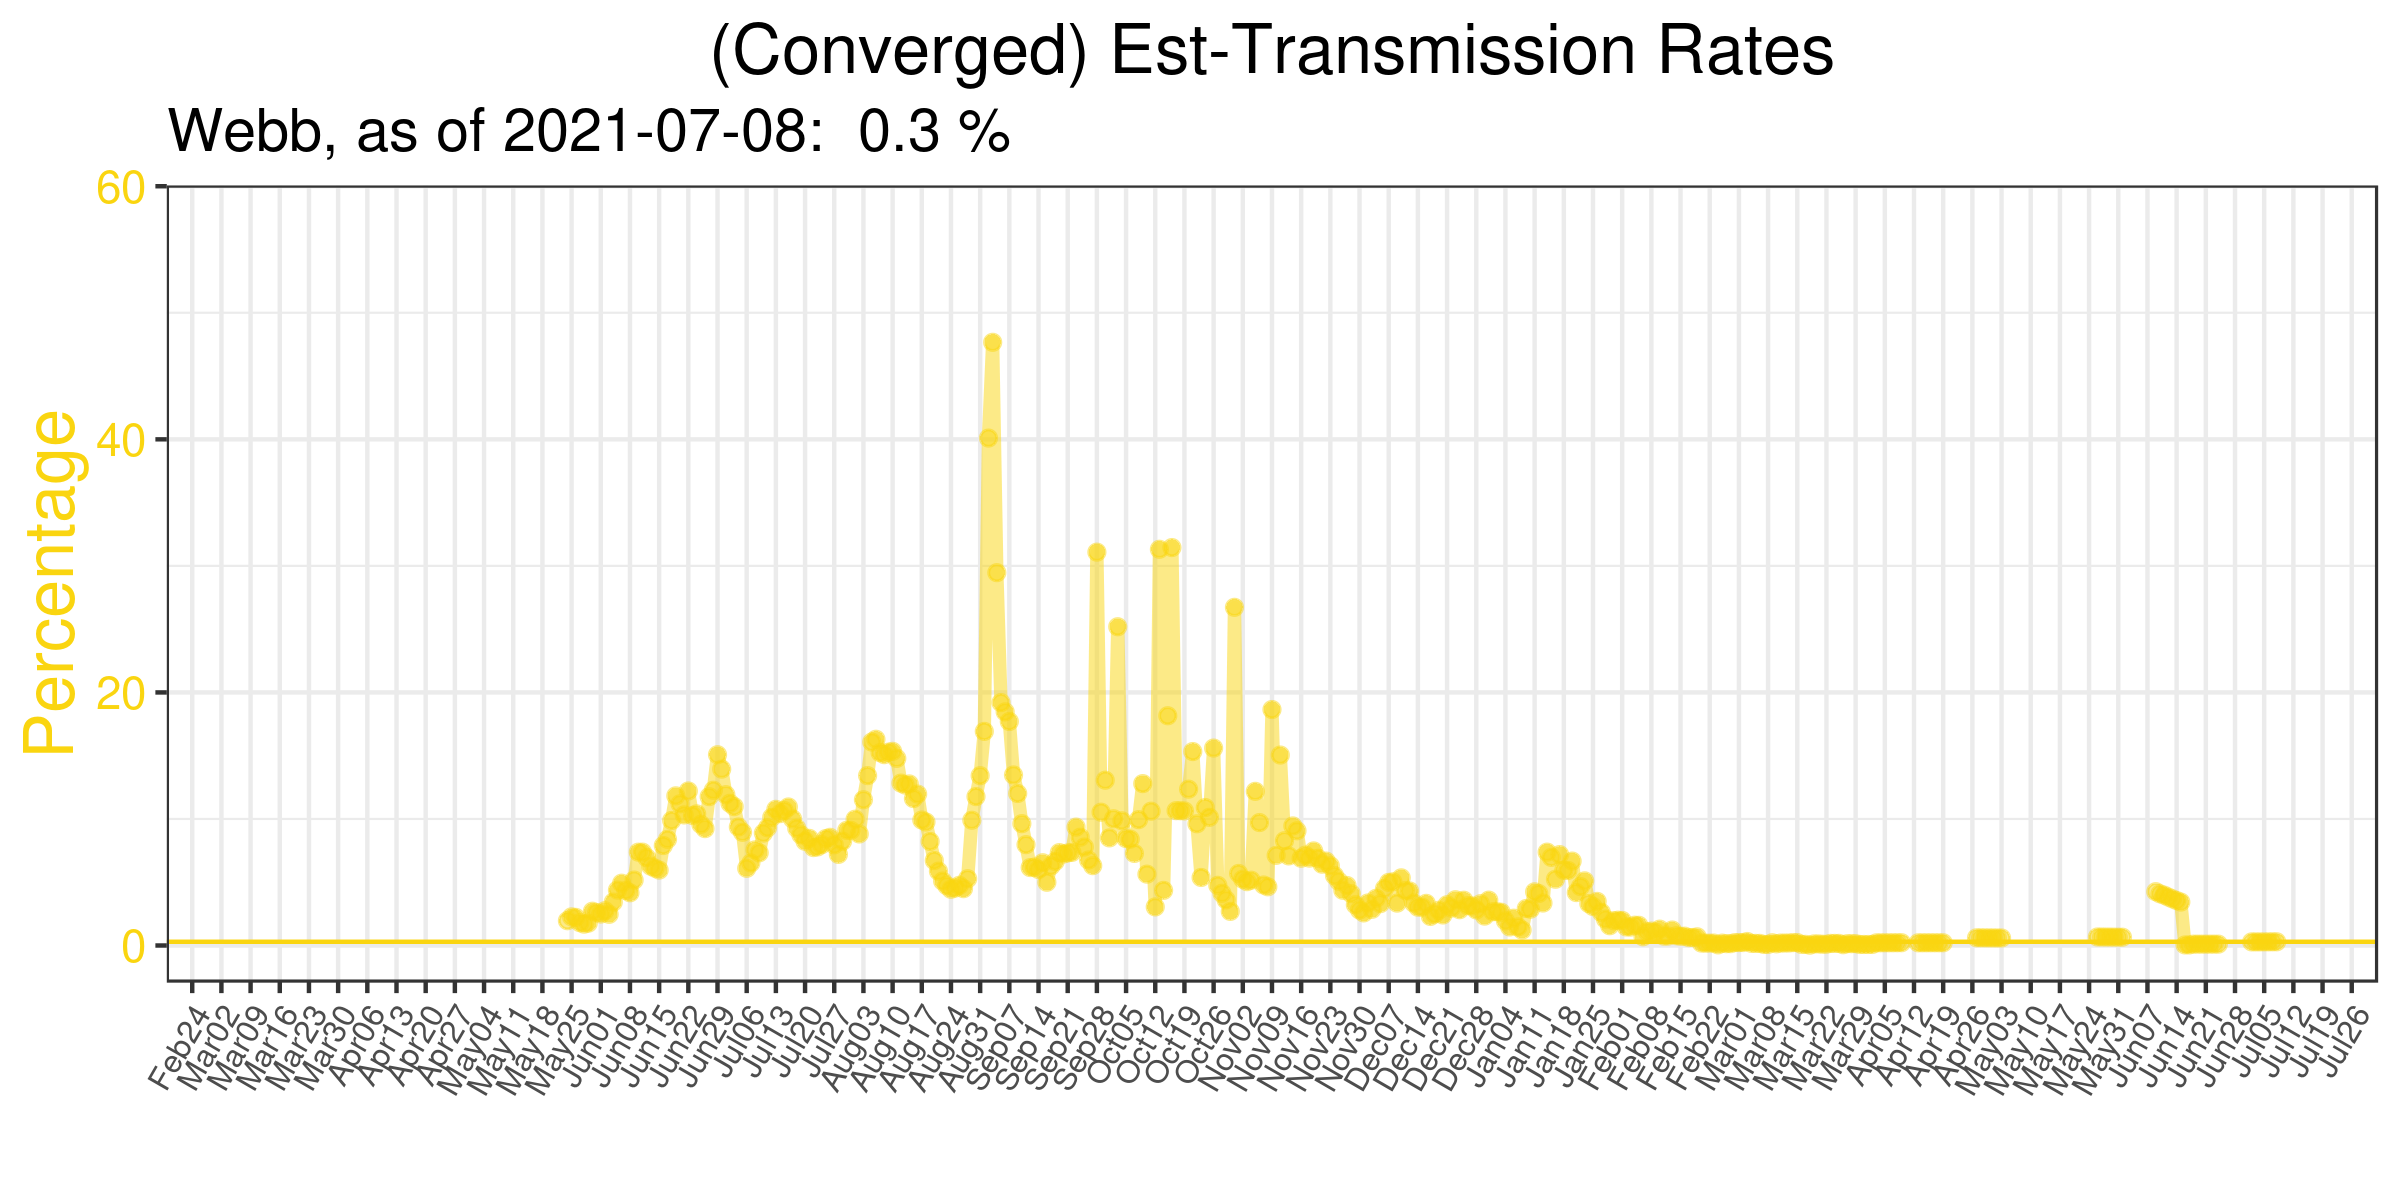 (Converged) Est-Transmission Rates
Webb, as of 2021-07-08:  0.3 %
Percentage
60
40
20
0
Feb24
Mar02
Mar09
Mar16
Mar23
Mar30
Apr06
Apr13
Apr20
Apr27
May04
May11
May18
May25
Jun01
Jun08
Jun15
Jun22
Jun29
Jul06
Jul13
Jul20
Jul27
Aug03
Aug10
Aug17
Aug24
Aug31
Sep07
Sep14
Sep21
Sep28
Oct05
Oct12
Oct19
Oct26
Nov02
Nov09
Nov16
Nov23
Nov30
Dec07
Dec14
Dec21
Dec28
Jan04
Jan11
Jan18
Jan25
Feb01
Feb08
Feb15
Feb22
Mar01
Mar08
Mar15
Mar22
Mar29
Apr05
Apr12
Apr19
Apr26
May03
May10
May17
May24
May31
Jun07
Jun14
Jun21
Jun28
Jul05
Jul12
Jul19
Jul26